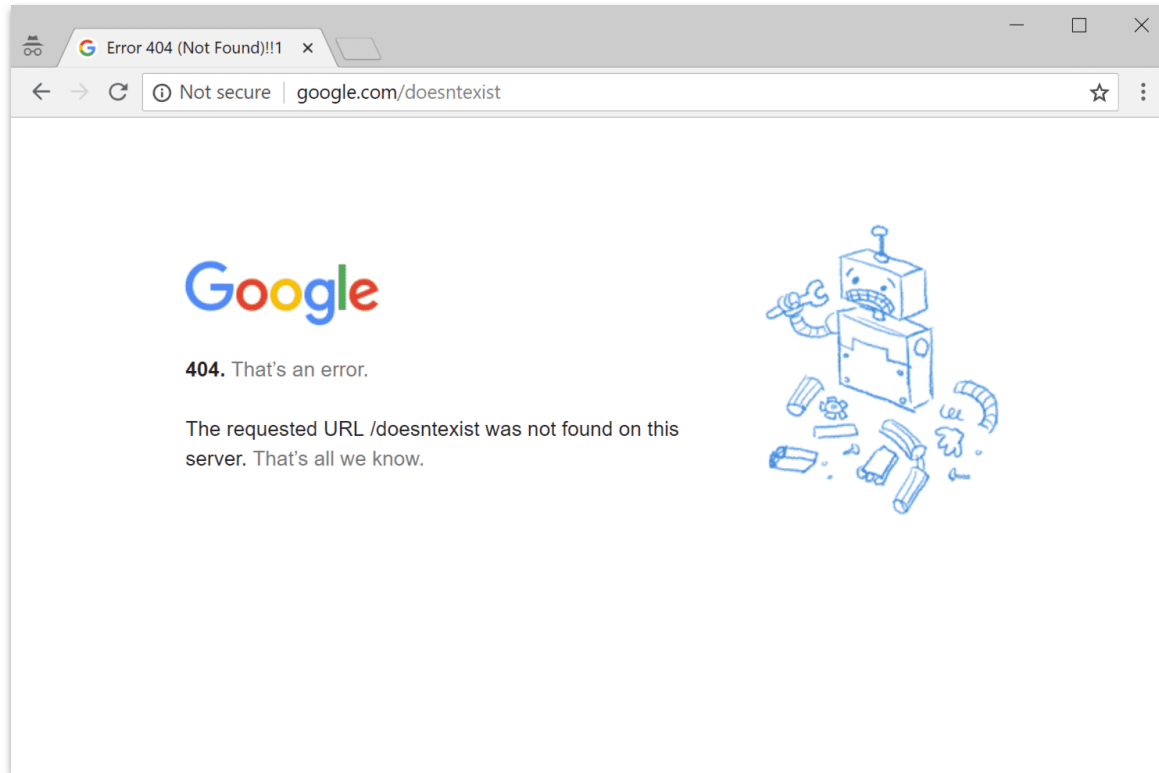 Error 404 (Not Found)!!1
Not secure google.com/doesntexist
Google
404. That’s an error.
The requested URL /doesntexist was not found on this
server. That’s all we know.